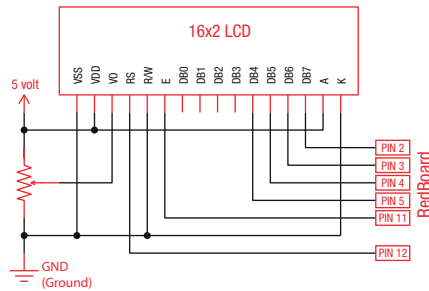 16x2 LCD
VSS
VDD
VO
RS
R/W
E
DB0
DB1
DB2
DB3
DB4
DB5
DB6
DB7
A
K
5 volt
PIN 2
PIN 3
PIN 4
PIN 5
PIN 11
PIN 12
RedBoard
GND
(Ground)